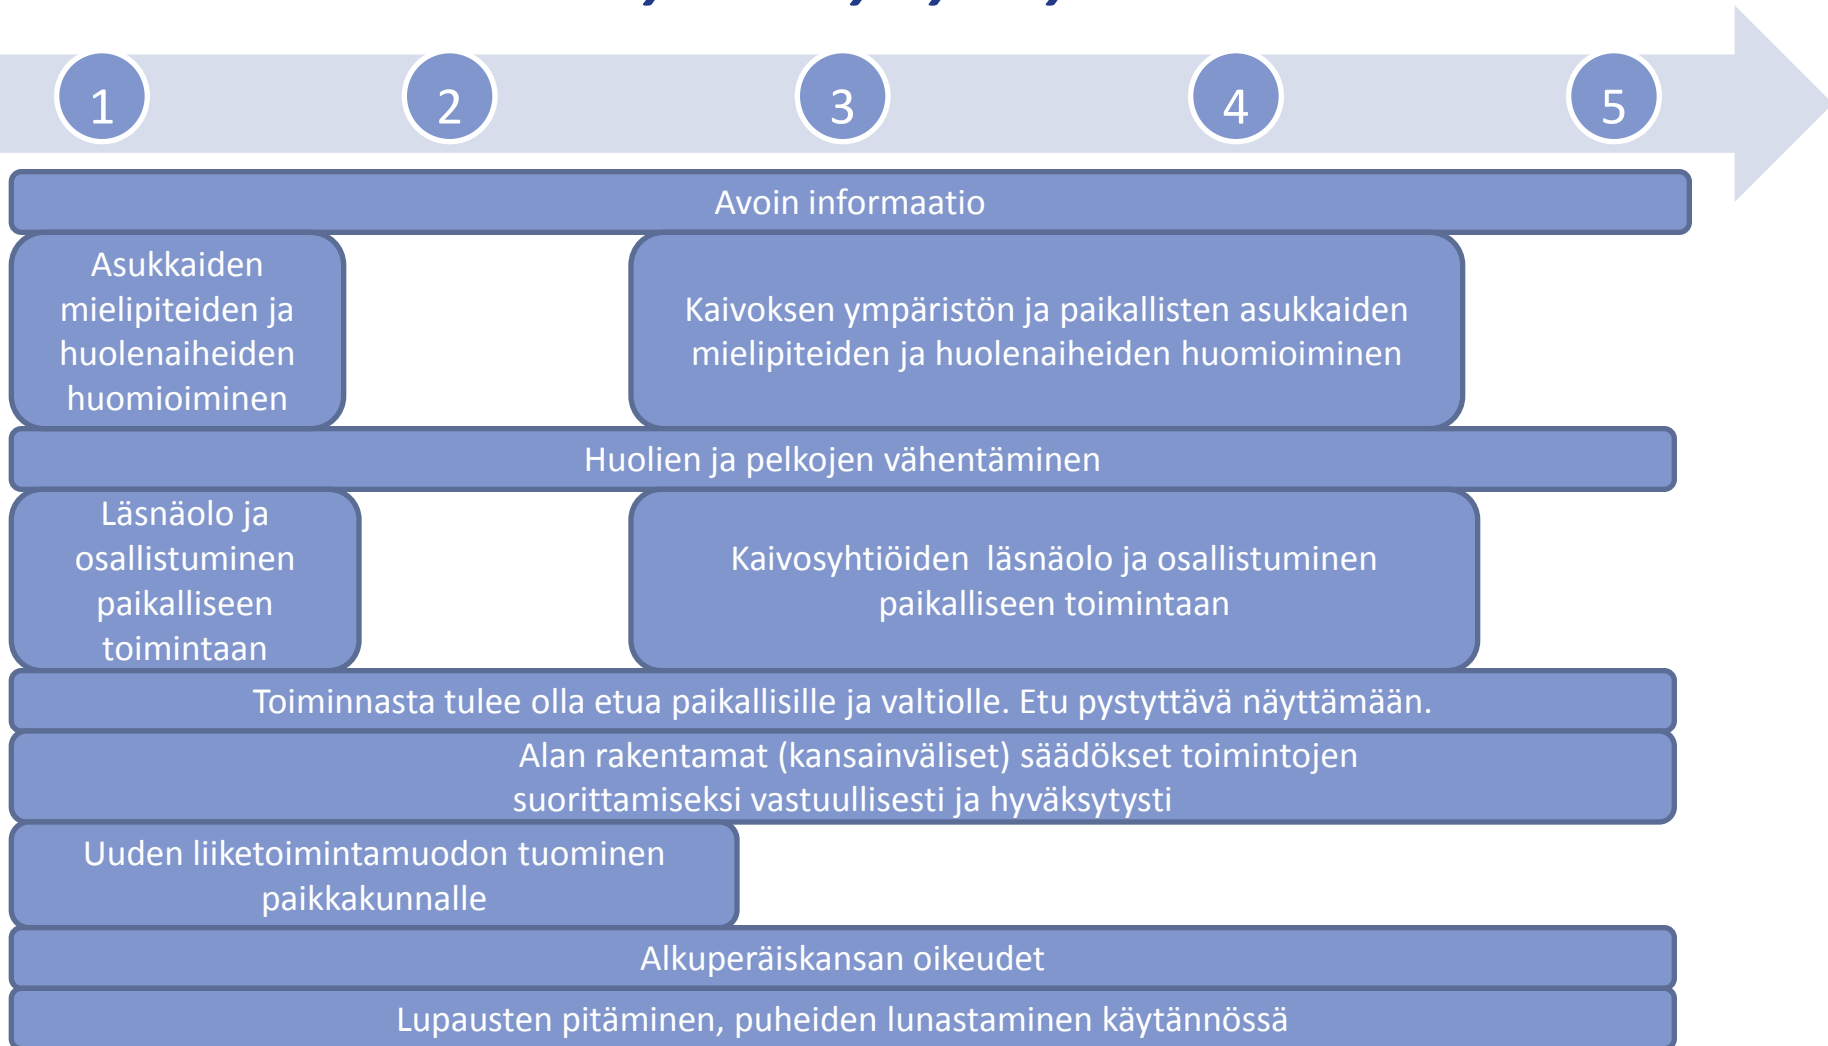 1 2 3 4 5
Avoin informaatio
Asukkaiden
mielipiteiden ja
huolenaiheiden
huomioiminen
Kaivoksen ympäristön ja paikallisten asukkaiden
mielipiteiden ja huolenaiheiden huomioiminen
Huolien ja pelkojen vähentäminen
Läsnäolo ja
osallistuminen
paikalliseen
toimintaan
Kaivosyhtiöiden läsnäolo ja osallistuminen
paikalliseen toimintaan
Toiminnasta tulee olla etua paikallisille ja valtiolle. Etu pystyttävä näyttämään.
Alan rakentamat (kansainväliset) säädökset toimintojen
suorittamiseksi vastuullisesti ja hyväksytysti
Uuden liiketoimintamuodon tuominen
paikkakunnalle
Alkuperäiskansan oikeudet
Lupausten pitäminen, puheiden lunastaminen käytännössä